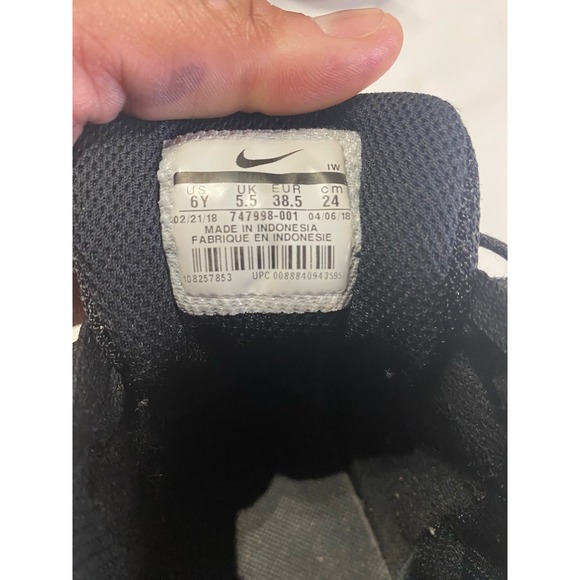 IW
US UK EUR cm
6Y 5.5 38.5 24
02/21/18 747998-001 04/06/18
MADE IN INDONESIA
FABRIQUE EN INDONESIE
108257853 UPC 00888409943595